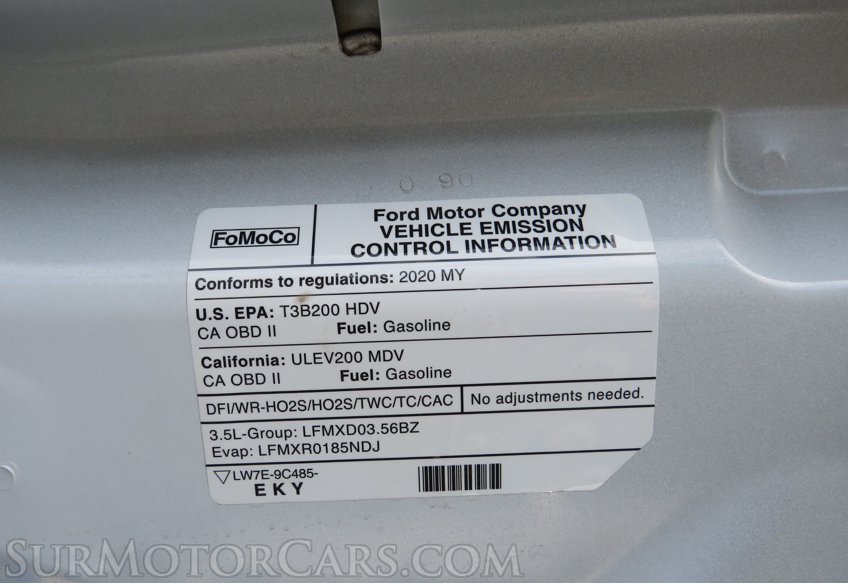 0 90
FoMoCo
Ford Motor Company
VEHICLE EMISSION
CONTROL INFORMATION
Conforms to regulations: 2020 MY
U.S. EPA: T3B200 HDV
CA OBD II Fuel: Gasoline
California: ULEV200 MDV
CA OBD II Fuel: Gasoline
DFI/WR-HO2S/HO2S/TWC/TC/CAC No adjustments needed.
3.5L-Group: LFMXD03.56BZ
Evap: LFMXR0185NDJ
LW7E-9C485-
EKY
SURMOTORCARS.COM